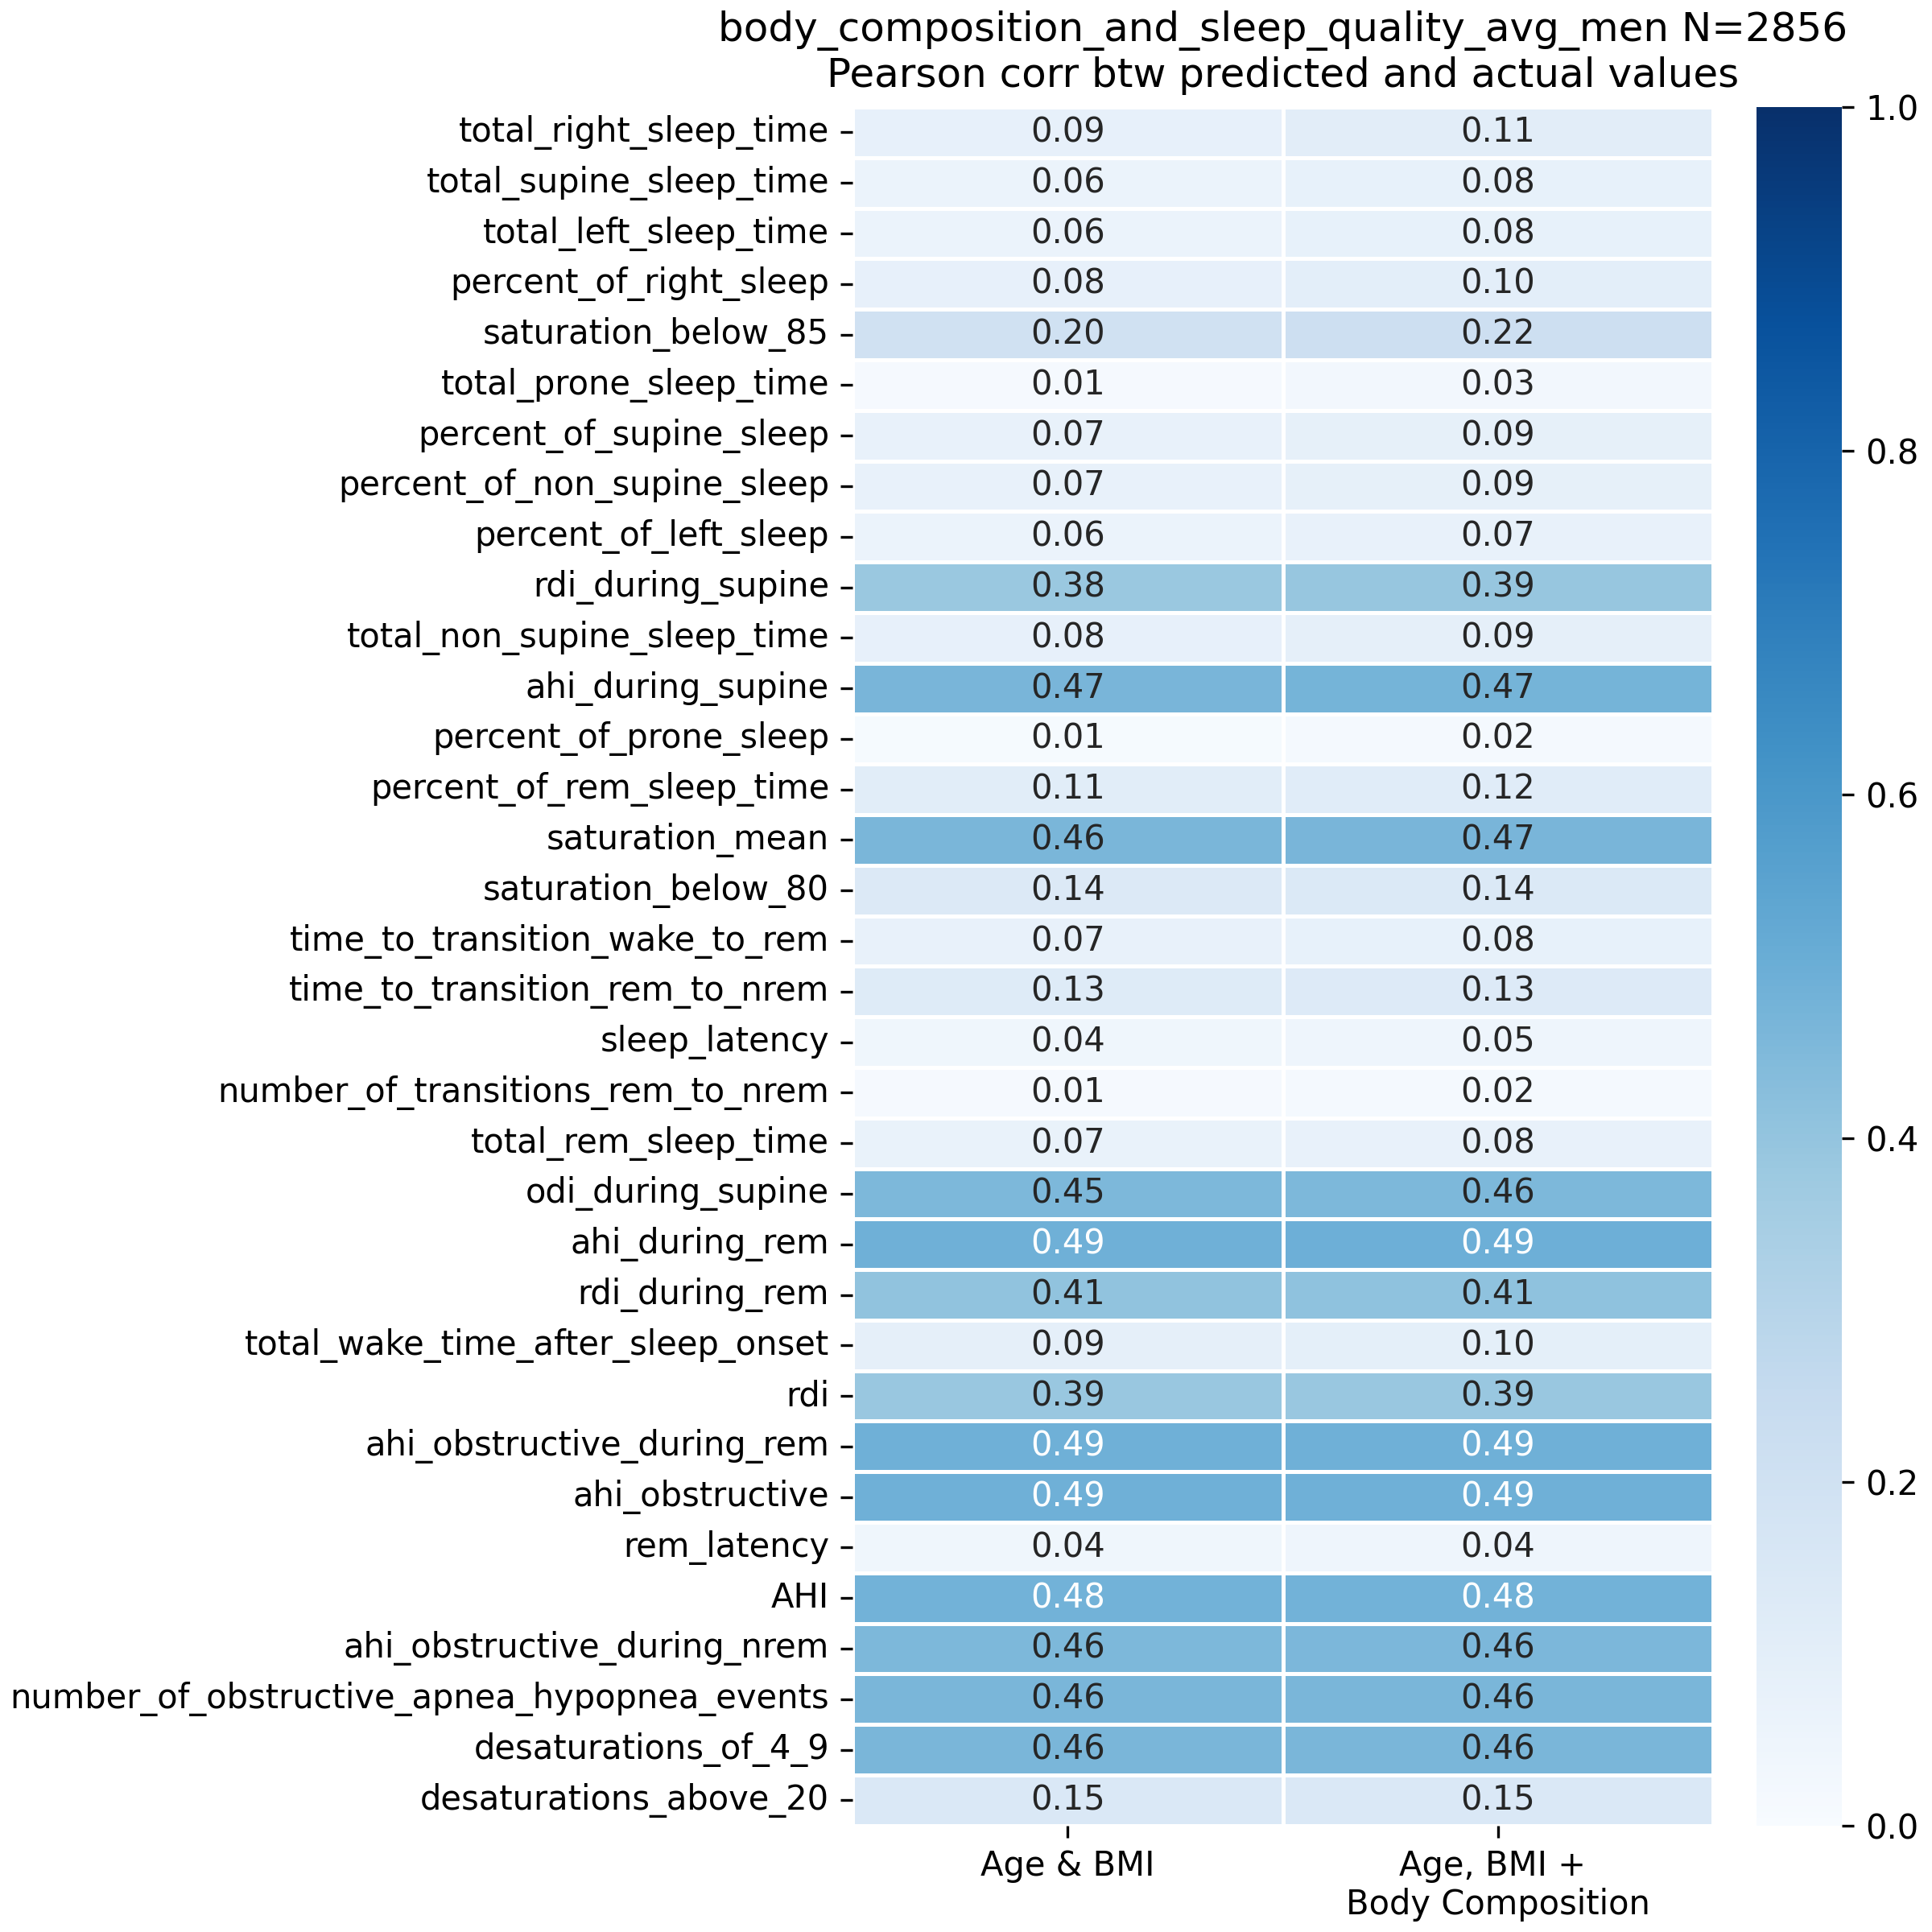 body_composition_and_sleep_quality_avg_men N=2856
Pearson corr btw predicted and actual values
total_right_sleep_time 0.09 0.11
total_supine_sleep_time 0.06 0.08
total_left_sleep_time 0.06 0.08
percent_of_right_sleep 0.08 0.10
saturation_below_85 0.20 0.22
total_prone_sleep_time 0.01 0.03
percent_of_supine_sleep 0.07 0.09
percent_of_non_supine_sleep 0.07 0.09
percent_of_left_sleep 0.06 0.07
rdi_during_supine 0.38 0.39
total_non_supine_sleep_time 0.08 0.09
ahi_during_supine 0.47 0.47
percent_of_prone_sleep 0.01 0.02
percent_of_rem_sleep_time 0.11 0.12
saturation_mean 0.46 0.47
saturation_below_80 0.14 0.14
time_to_transition_wake_to_rem 0.07 0.08
time_to_transition_rem_to_nrem 0.13 0.13
sleep_latency 0.04 0.05
number_of_transitions_rem_to_nrem 0.01 0.02
total_rem_sleep_time 0.07 0.08
odi_during_supine 0.45 0.46
ahi_during_rem 0.49 0.49
rdi_during_rem 0.41 0.41
total_wake_time_after_sleep_onset 0.09 0.10
rdi 0.39 0.39
ahi_obstructive_during_rem 0.49 0.49
ahi_obstructive 0.49 0.49
rem_latency 0.04 0.04
AHI 0.48 0.48
ahi_obstructive_during_nrem 0.46 0.46
number_of_obstructive_apnea_hypopnea_events 0.46 0.46
desaturations_of_4_9 0.46 0.46
desaturations_above_20 0.15 0.15
Age & BMI
Age, BMI +
Body Composition
1.0
0.8
0.6
0.4
0.2
0.0